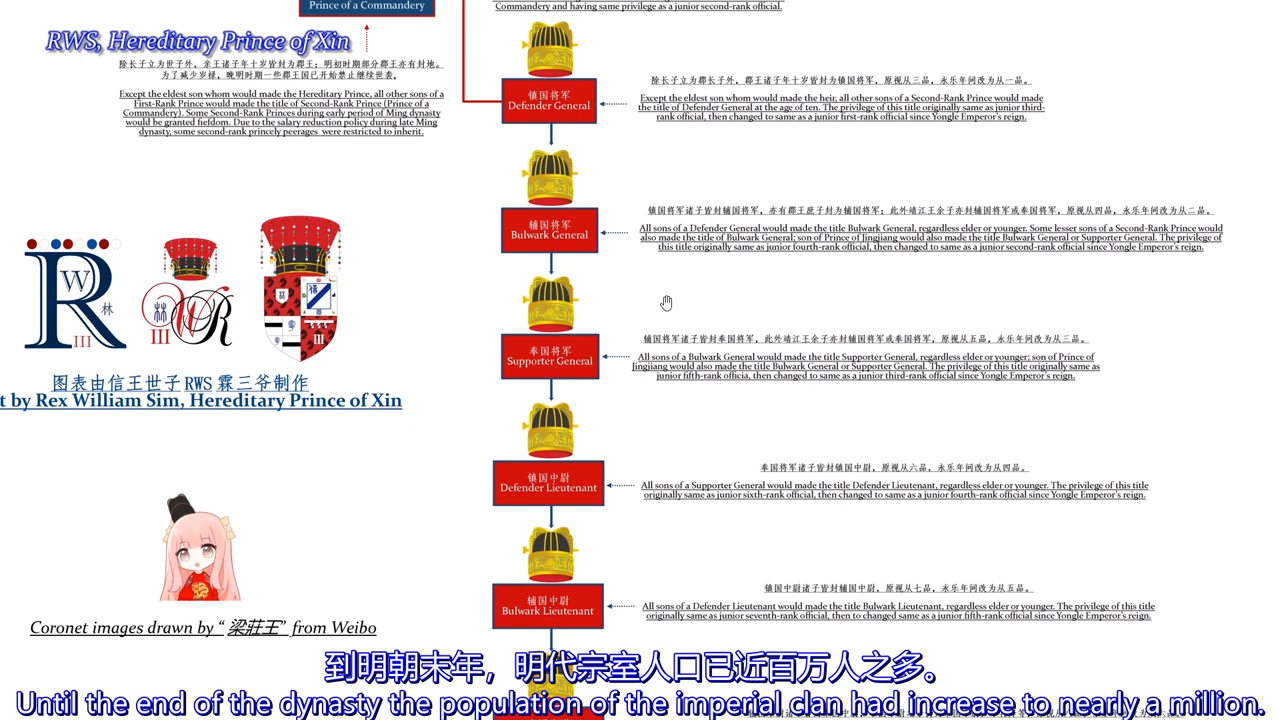 Prince of a Commandery
Commandery and having same privilege as a junior second-rank official.
RWS, Hereditary Prince of Xin
除长子立为世子外，亲王诸子年十岁皆封为郡王；明初时期部分郡王亦有封地。
为了减少岁禄，晚明时期一些郡王国已开始禁止继续世袭。
Except the eldest son whom would made the Hereditary Prince, all other sons of a
First-Rank Prince would made the title of Second-Rank Prince (Prince of a
Commandery). Some Second-Rank Princes during early period of Ming dynasty
would be granted fiefdom. Due to the salary reduction policy during late Ming
dynasty, some second-rank princely peerages were restricted to inherit.
镇国将军
Defender General
除长子立为郡长子外，郡王诸子年十岁皆封为镇国将军，原视从三品，永乐年间改为从一品。
Except the eldest son whom would made the heir, all other sons of a Second-Rank Prince would made
the title of Defender General at the age of ten. The privilege of this title originally same as junior third-
rank official, then changed to same as a junior first-rank official since Yongle Emperor's reign.
辅国将军
Bulwark General
镇国将军诸子皆封辅国将军，亦有郡王庶子封为辅国将军；此外靖江王余子亦封辅国将军或奉国将军，原视从四品，永乐年间改为从二品。
All sons of a Defender General would made the title Bulwark General, regardless elder or younger. Some lesser sons of a Second-Rank Prince would
also made the title of Bulwark General; son of Prince of Jingjiang would also made the title Bulwark General or Supporter General. The privilege of
this title originally same as junior fourth-rank official, then changed to same as a junior second-rank official since Yongle Emperor's reign.
R
W
林
III
林
W
R
III
信
III
奉国将军
Supporter General
辅国将军诸子皆封奉国将军，此外靖江王余子亦封辅国将军或奉国将军，原视从五品，永乐年间改为从三品。
All sons of a Bulwark General would made the title Supporter General, regardless elder or younger; son of Prince of
Jingjiang would also made the title Bulwark General or Supporter General. The privilege of this title originally same as
junior fifth-rank officia, then changed to same as a junior third-rank official since Yongle Emperor's reign.
图表由信王世子RWS 霖三爷制作
t by Rex William Sim, Hereditary Prince of Xin
镇国中尉
Defender Lieutenant
奉国将军诸子皆封镇国中尉，原视从六品，永乐年间改为从四品。
All sons of a Supporter General would made the title Defender Lieutenant, regardless elder or younger. The privilege of this title
originally same as junior sixth-rank official, then changed to same as a junior fourth-rank official since Yongle Emperor's reign.
辅国中尉
Bulwark Lieutenant
镇国中尉诸子皆封辅国中尉，原视从七品，永乐年间改为从五品。
All sons of a Defender Lieutenant would made the title Bulwark Lieutenant, regardless elder or younger. The privilege of this title
originally same as junior seventh-rank official, then to changed same as a junior fifth-rank official since Yongle Emperor's reign.
Coronet images drawn by “ 梁莊王” from Weibo
到明朝末年，明代宗室人口已近百万人之多。
Until the end of the dynasty the population of the imperial clan had increase to nearly a million.